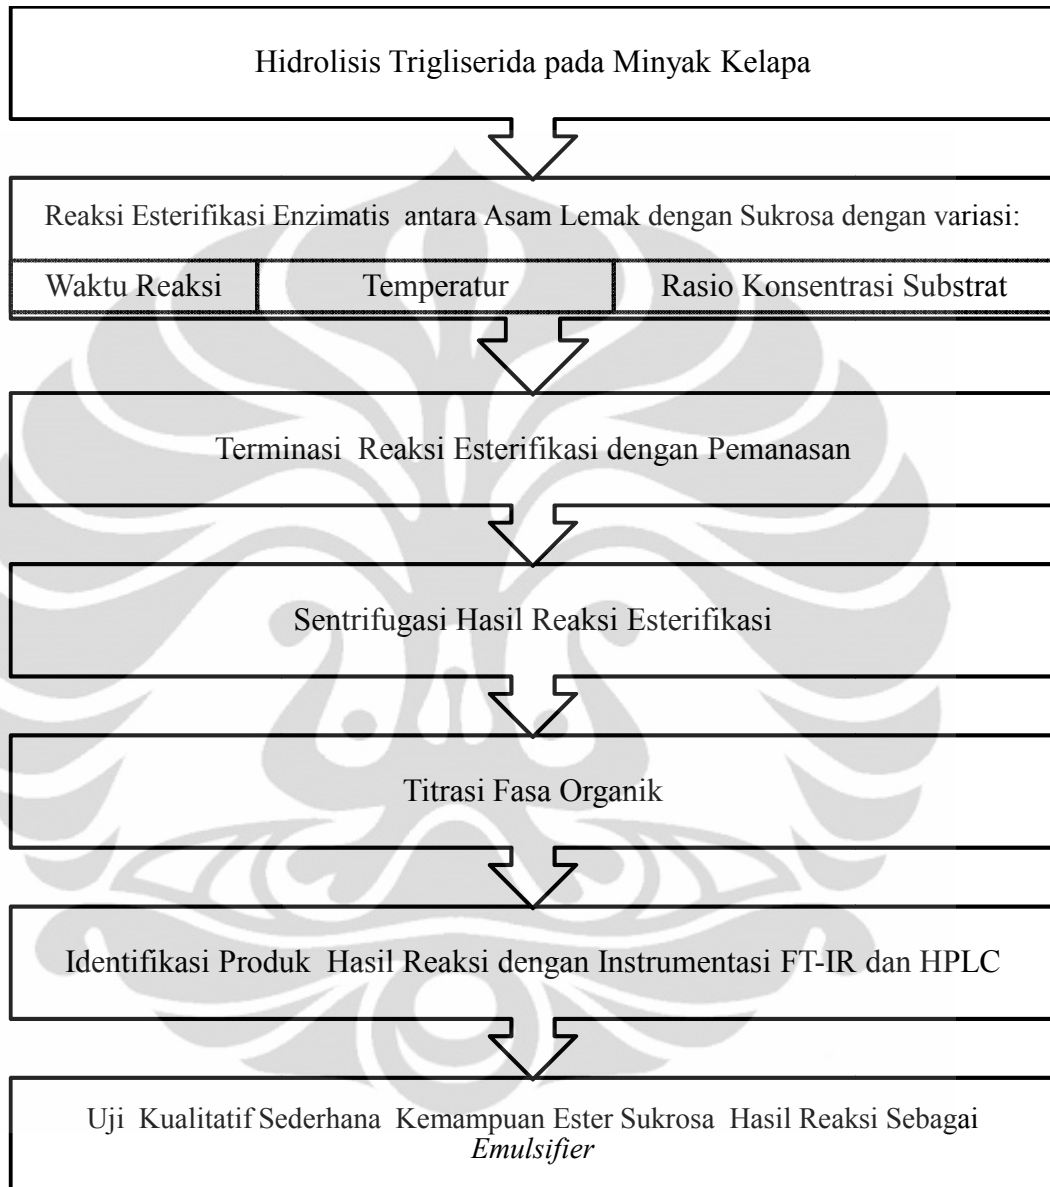 Hidrolisis Trigliserida pada Minyak Kelapa
Reaksi Esterifikasi Enzimatis antara Asam Lemak dengan Sukrosa dengan variasi:
Waktu Reaksi Temperatur Rasio Konsentrasi Substrat
Terminasi Reaksi Esterifikasi dengan Pemanasan
Sentrifugasi Hasil Reaksi Esterifikasi
Titrasi Fasa Organik
Identifikasi Produk Hasil Reaksi dengan Instrumentasi FT-IR dan HPLC
Uji Kualitatif Sederhana Kemampuan Ester Sukrosa Hasil Reaksi Sebagai
Emulsifier